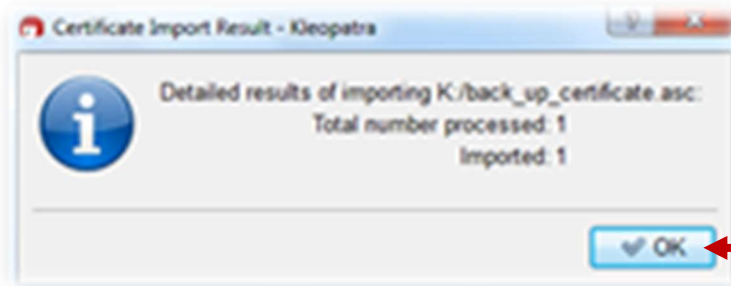 Certificate Import Result - Kleopatra
Detailed results of importing K:/back_up_certificate.asc:
Total number processed: 1
Imported: 1
OK